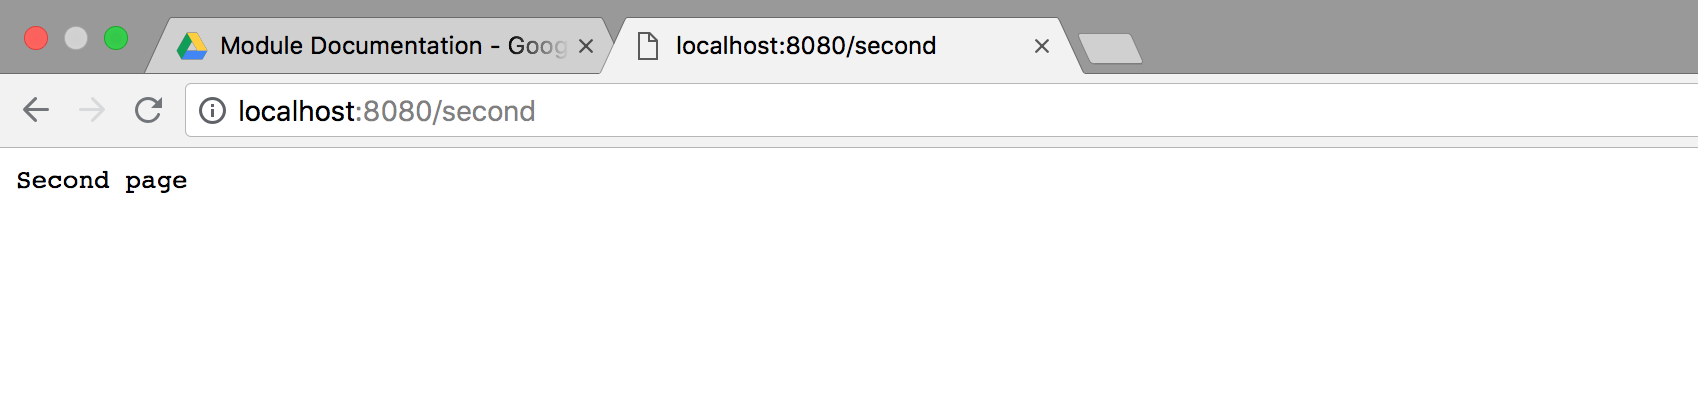 Module Documentation - Goog
localhost:8080/second
localhost:8080/second
Second page